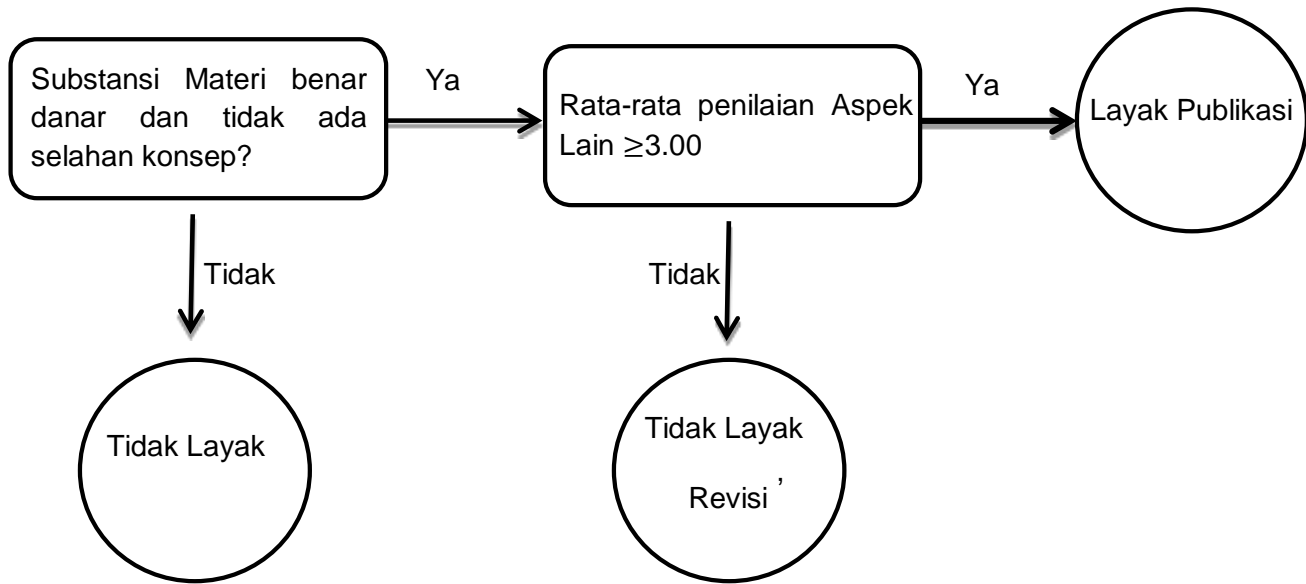 Substansi Materi benar
danar dan tidak ada
selahan konsep?
Ya
Rata-rata penilaian Aspek
Lain ≥3.00
Ya
Layak Publikasi
Tidak
Tidak
Tidak Layak
Tidak Layak
Revisi ’